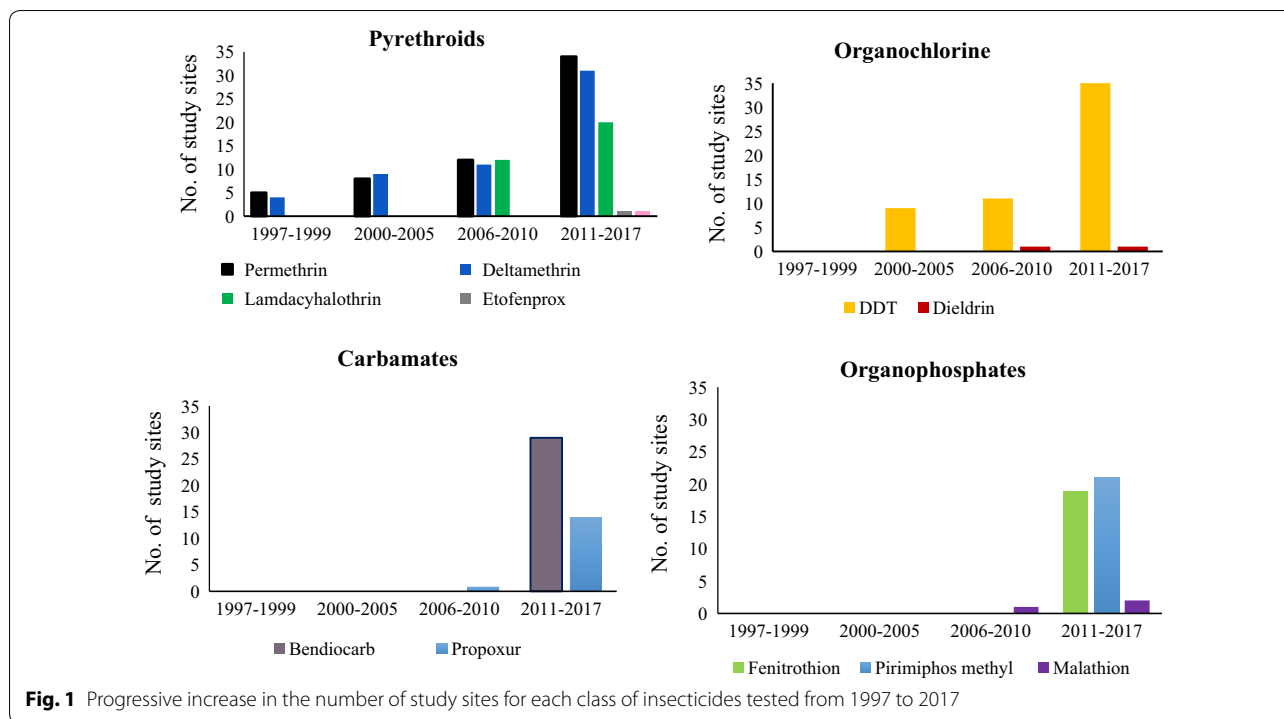 Pyrethroids
No. of study sites
35
30
25
20
15
10
5
0
1997-1999 2000-2005 2006-2010 2011-2017
Permethrin Deltamethrin
Lamdacyhalothrin Etofenprox
Organochlorine
No. of study sites
35
30
25
20
15
10
5
0
1997-1999 2000-2005 2006-2010 2011-2017
DDT Dieldrin
Carbamates
No. of study sites
35
30
25
20
15
10
5
0
1997-1999 2000-2005 2006-2010 2011-2017
Bendiocarb Propoxur
Organophosphates
No. of study sites
35
30
25
20
15
10
5
0
1997-1999 2000-2005 2006-2010 2011-2017
Fenitrothion Pirimiphos methyl Malathion
Fig. 1 Progressive increase in the number of study sites for each class of insecticides tested from 1997 to 2017